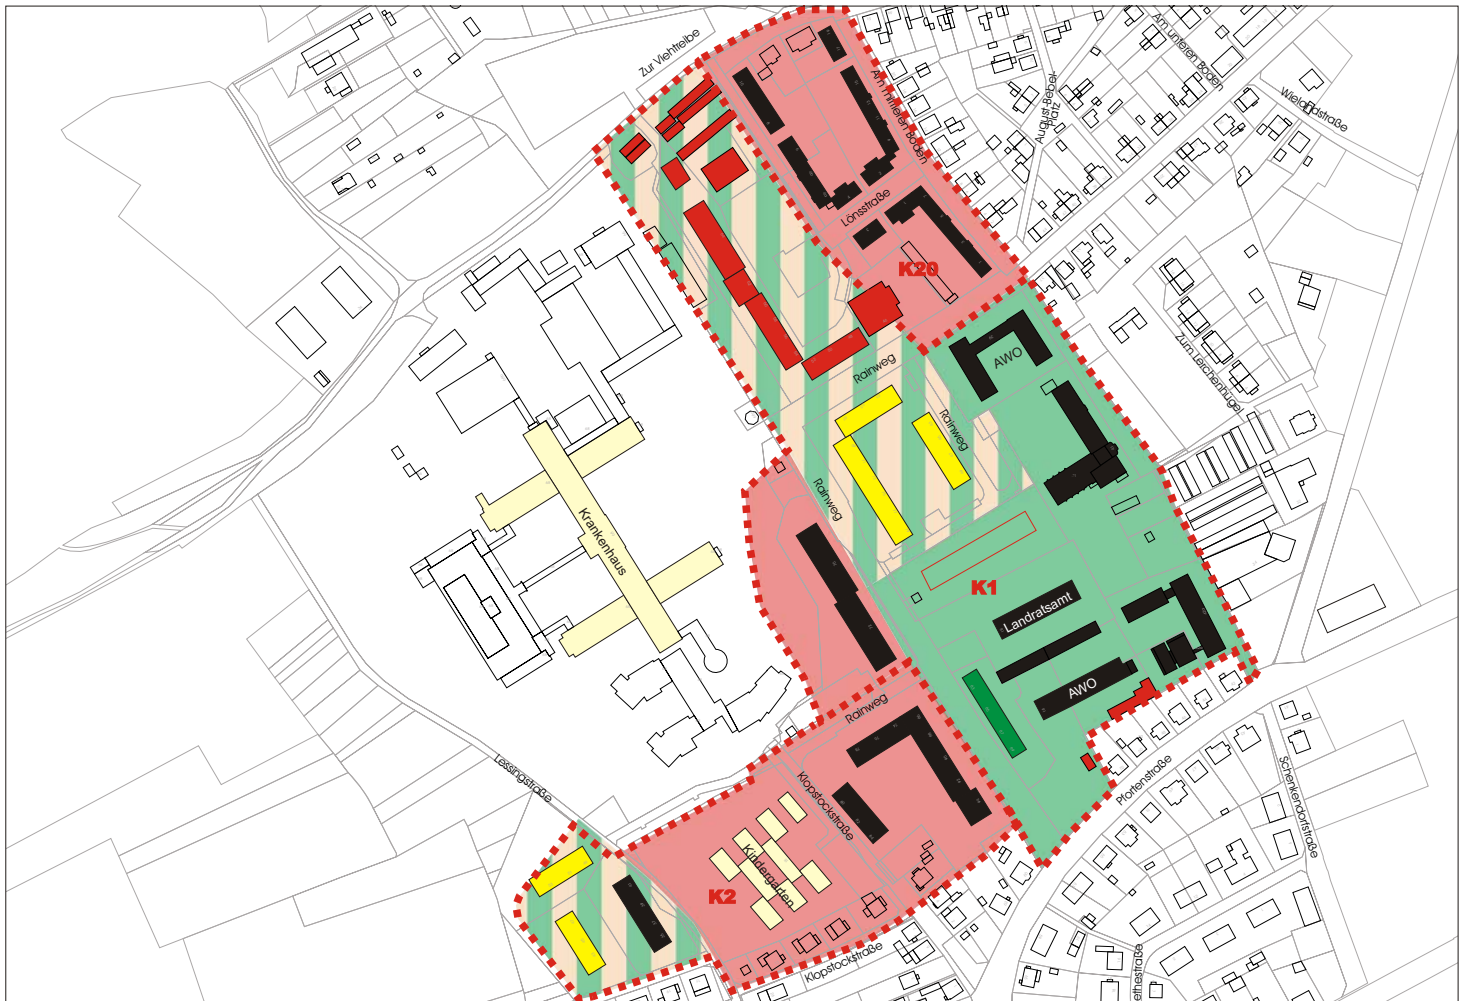 Zur Viehtreibe
Am unteren Boden
August-Bebel-
Platz
Wielandstraße
Am mittleren Boden
Lönsstraße
K20
Zum Leichenhügel
AWO
Rainweg
Rainweg
Rainweg
Krankenhaus
K1
Landratsamt
AWO
Rainweg
Lessingstraße
Klopstockstraße
Pfortenstraße
Schenkendorfstraße
Kindergarten
K2
Klopstockstraße
ethestraße